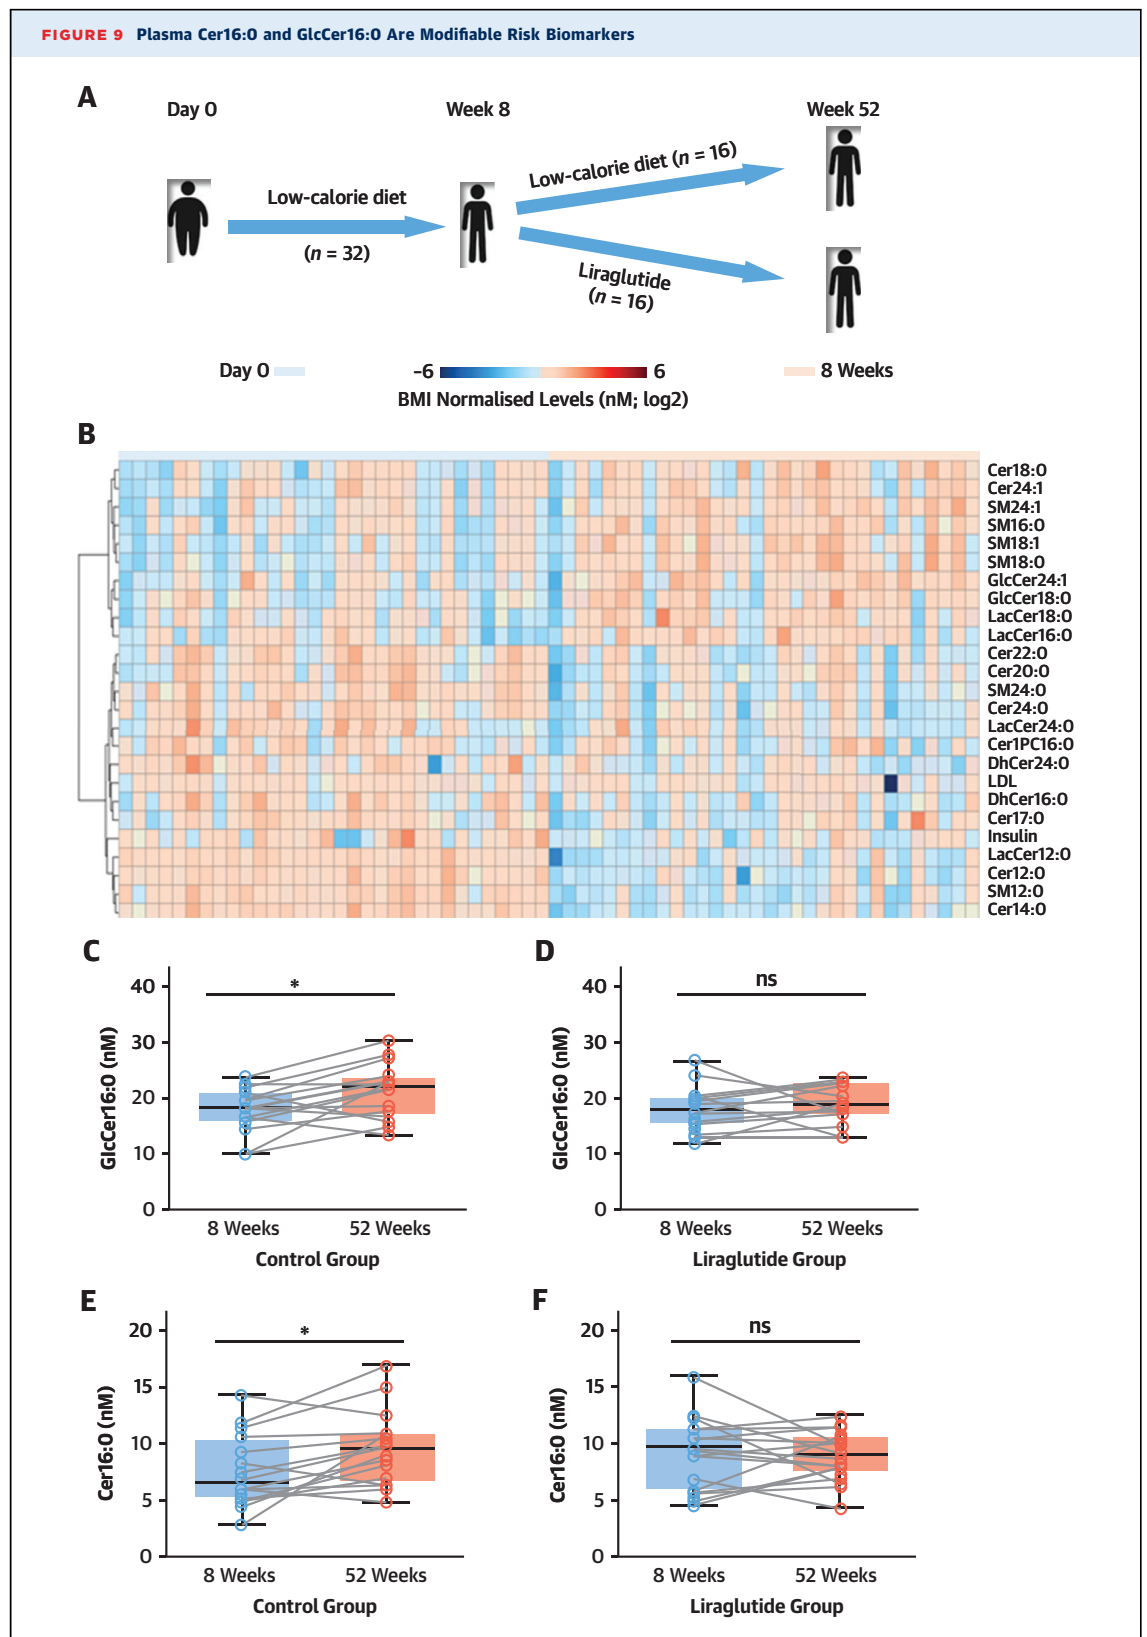 FIGURE 9 Plasma Cer16:0 and GlcCer16:0 Are Modifiable Risk Biomarkers
A
Day 0
Week 8
Week 52
Low-calorie diet
(n = 32)
Low-calorie diet (n = 16)
Liraglutide
(n = 16)
Day 0
-6
6
8 Weeks
BMI Normalised Levels (nM; log2)
B
Cer18:0
Cer24:1
SM24:1
SM16:0
SM18:1
SM18:0
GlcCer24:1
GlcCer18:0
LacCer18:0
LacCer16:0
Cer22:0
Cer20:0
SM24:0
Cer24:0
LacCer24:0
Cer1PC16:0
DhCer24:0
LDL
DhCer16:0
Cer17:0
Insulin
LacCer12:0
Cer12:0
SM12:0
Cer14:0
C
GlcCer16:0 (nM)
40
30
20
10
0
*
8 Weeks
52 Weeks
Control Group
D
GlcCer16:0 (nM)
40
30
20
10
0
ns
8 Weeks
52 Weeks
Liraglutide Group
E
Cer16:0 (nM)
20
15
10
5
0
*
8 Weeks
52 Weeks
Control Group
F
Cer16:0 (nM)
20
15
10
5
0
ns
8 Weeks
52 Weeks
Liraglutide Group